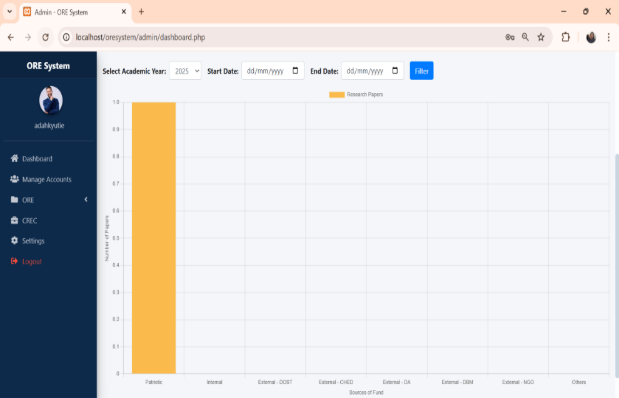 Admin - ORE System
localhost/oresystem/admin/dashboard.php
ORE System
adahkyutie
Dashboard
Manage Accounts
ORE
CREC
Settings
Logout
Select Academic Year: 2025 Start Date: dd/mm/yyyy End Date: dd/mm/yyyy Filter
Research Papers
Number of Papers
1.0
0.9
0.8
0.7
0.6
0.5
0.4
0.3
0.2
0.1
0
Patriotic Internal External - DOST External - CHED External - DA External - DBM External - NGO Others
Sources of Fund